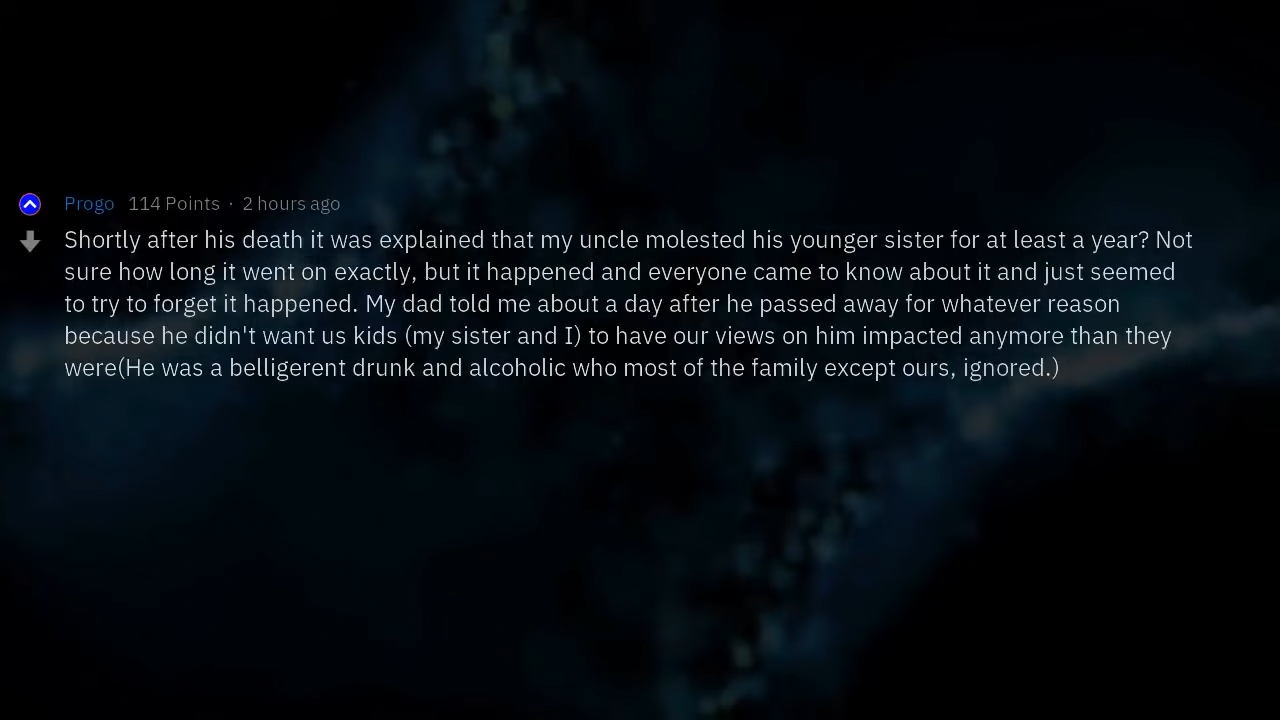 Progo 114 Points · 2 hours ago
Shortly after his death it was explained that my uncle molested his younger sister for at least a year? Not
sure how long it went on exactly, but it happened and everyone came to know about it and just seemed
to try to forget it happened. My dad told me about a day after he passed away for whatever reason
because he didn't want us kids (my sister and I) to have our views on him impacted anymore than they
were(He was a belligerent drunk and alcoholic who most of the family except ours, ignored.)